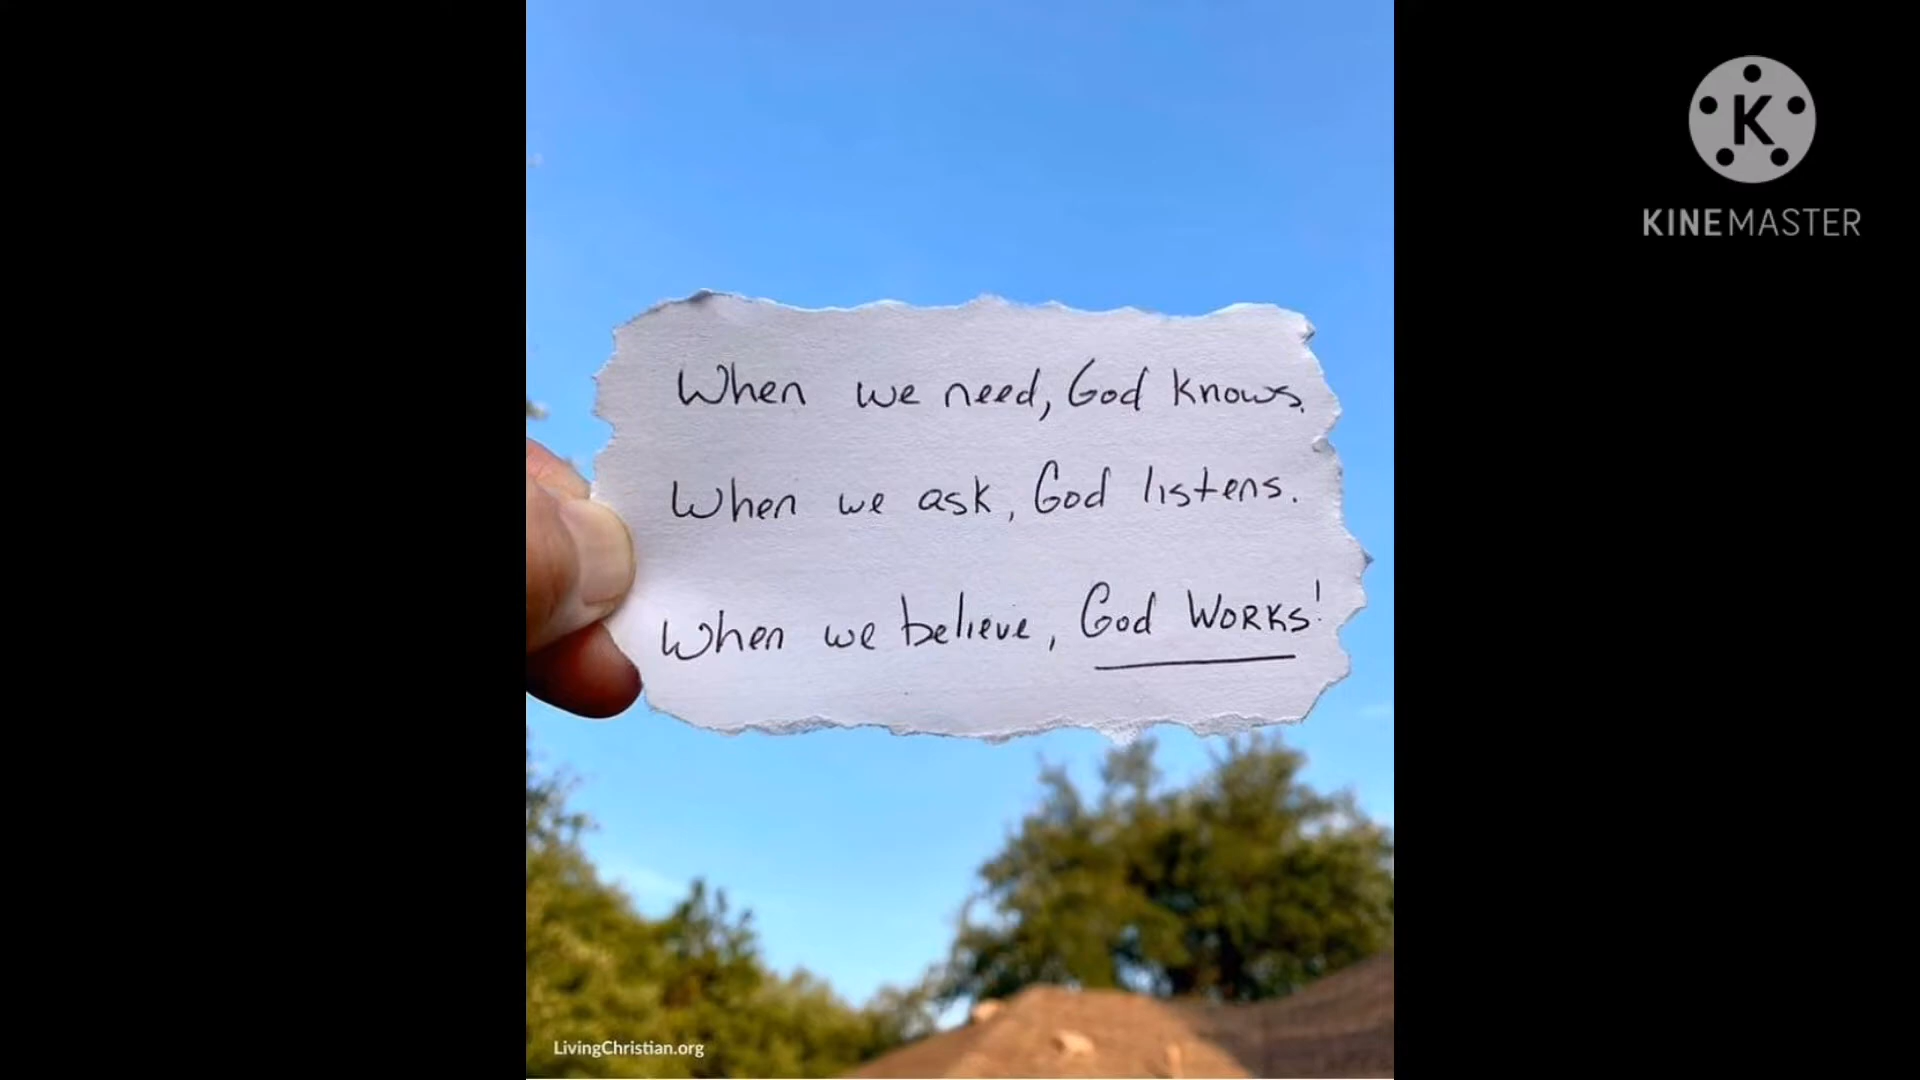 K
KINEMASTER
When we need, God knows.
When we ask, God listens.
When we believe, God WORKS!
LivingChristian.org